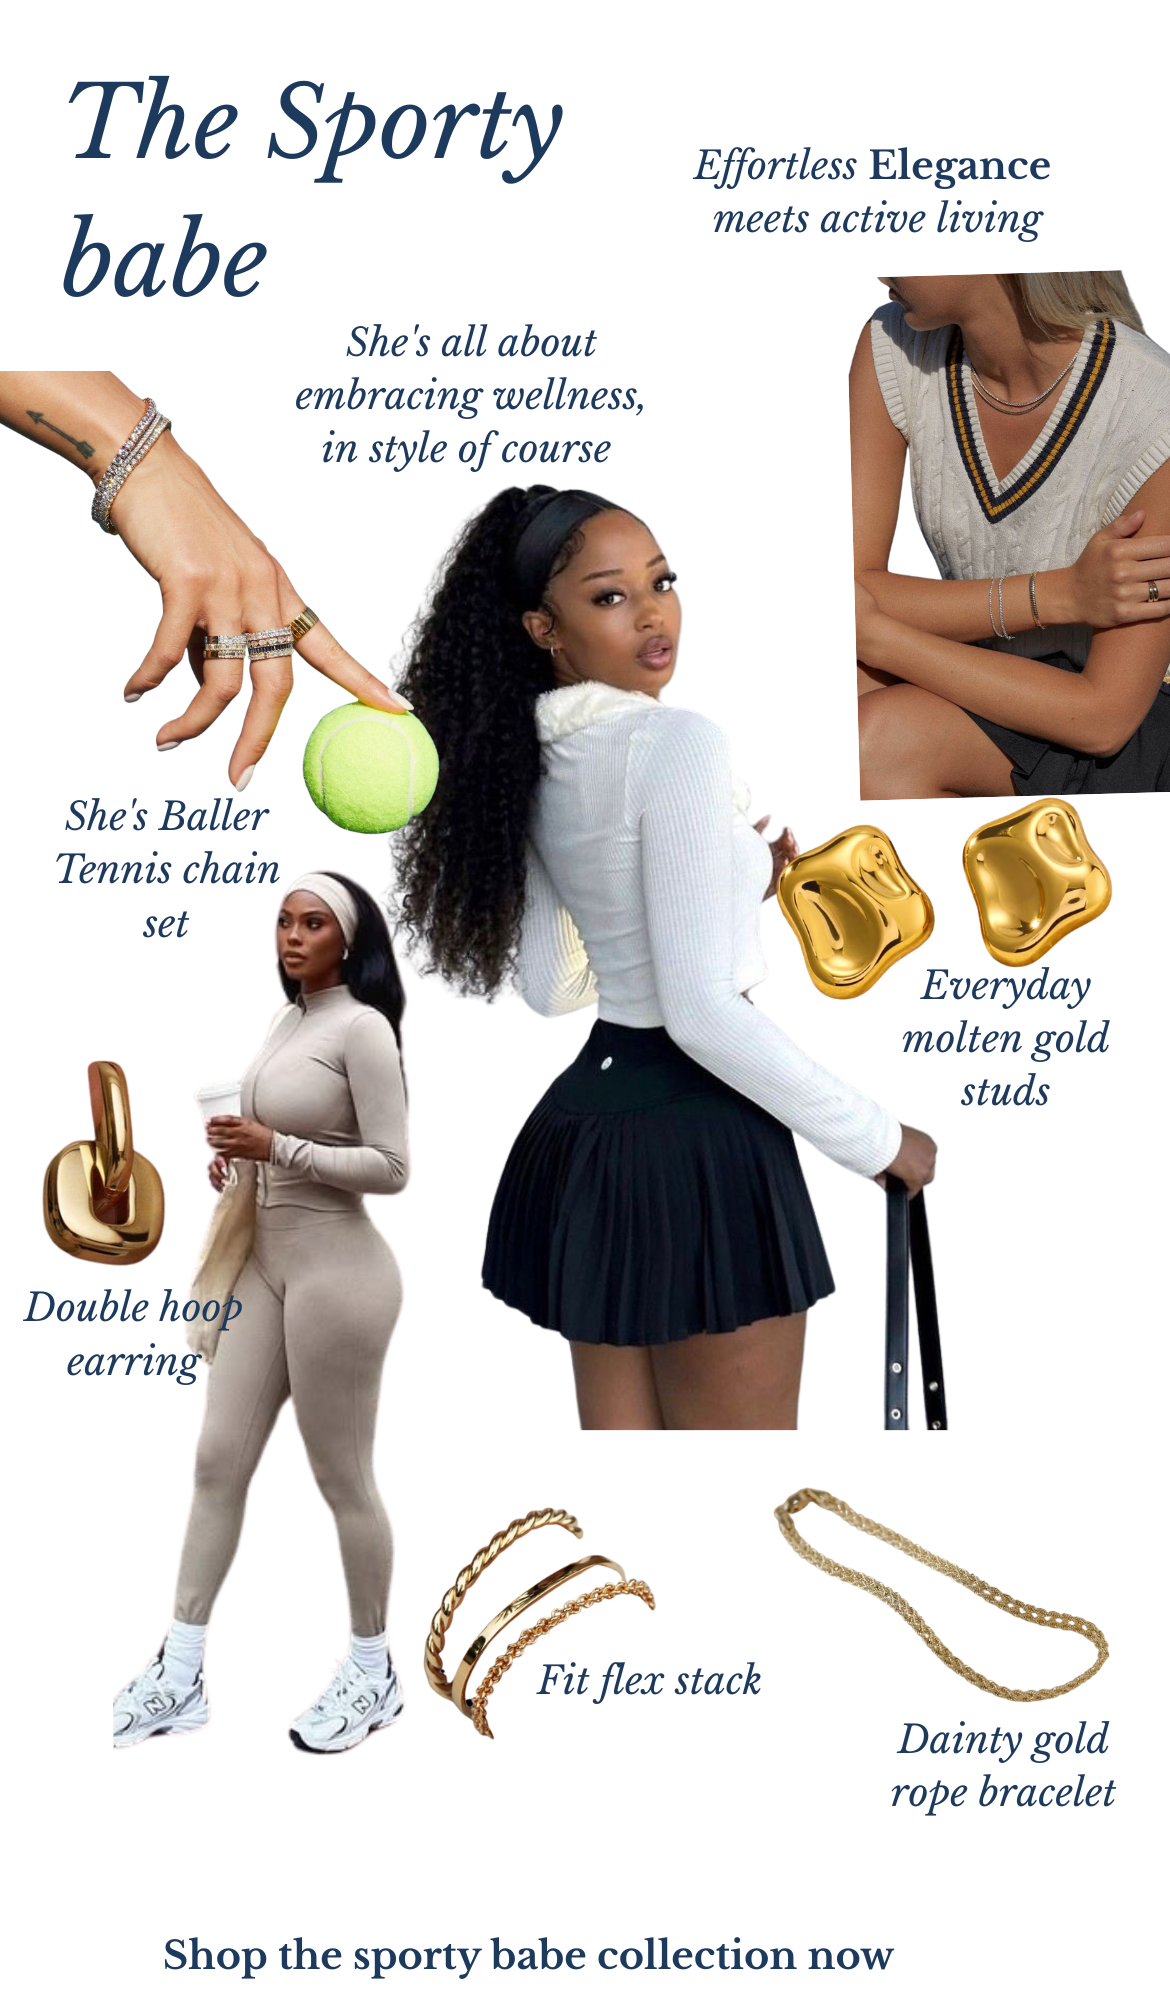 The Sporty
babe
Effortless Elegance
meets active living
She's all about
embracing wellness,
in style of course
She's Baller
Tennis chain
set
Everyday
molten gold
studs
Double hoop
earring
N
N
Fit flex stack
Dainty gold
rope bracelet
Shop the sporty babe collection now